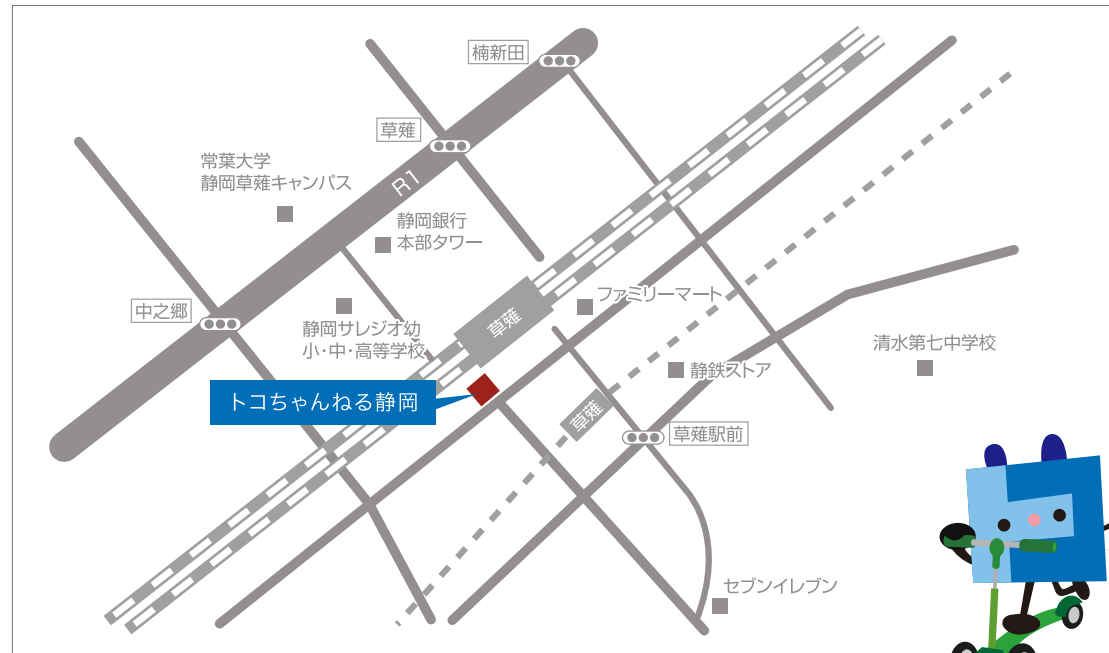 楠新田
草薙
常葉大学
静岡草薙キャンパス
R1
静岡銀行
本部タワー
中之郷
静岡サレジオ幼
小・中・高等学校
草薙
ファミリーマート
清水第七中学校
静鉄ストア
トコちゃんねる静岡
草薙
草薙駅前
セブンイレブン